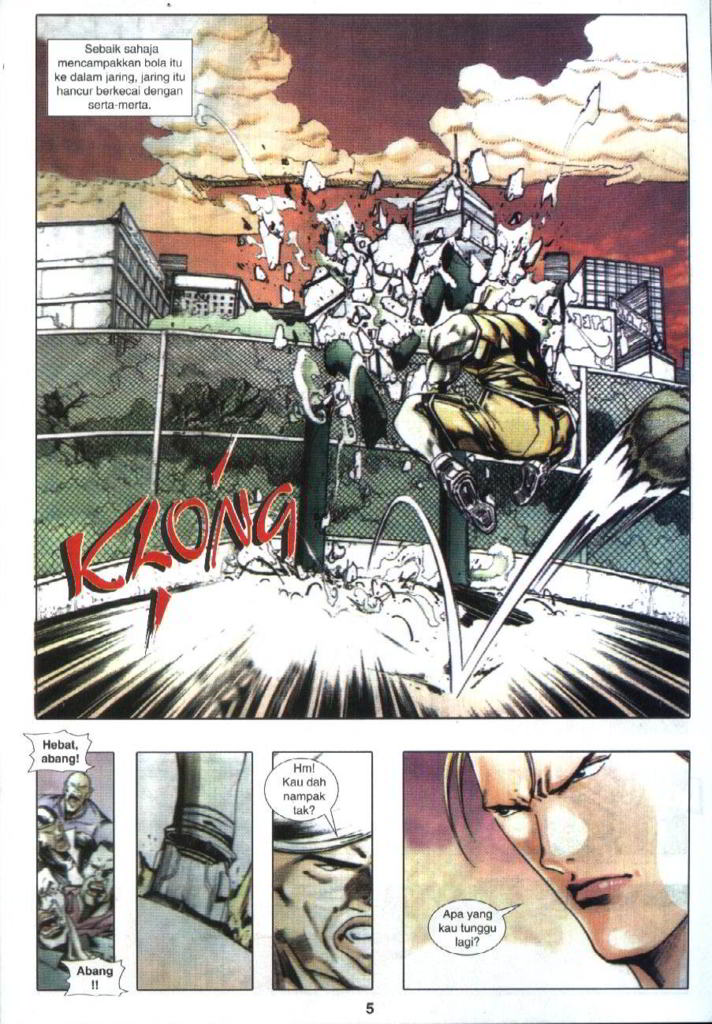 Sebaik sahaja
mencampakkan bola itu
ke dalam jaring, jaring itu
hancur berkecai dengan
serta-merta.
KLONG
Hebat,
abang!
Abang
!!
Hm!
Kau dah
nampak
tak?
Apa yang
kau tunggu
lagi?
5